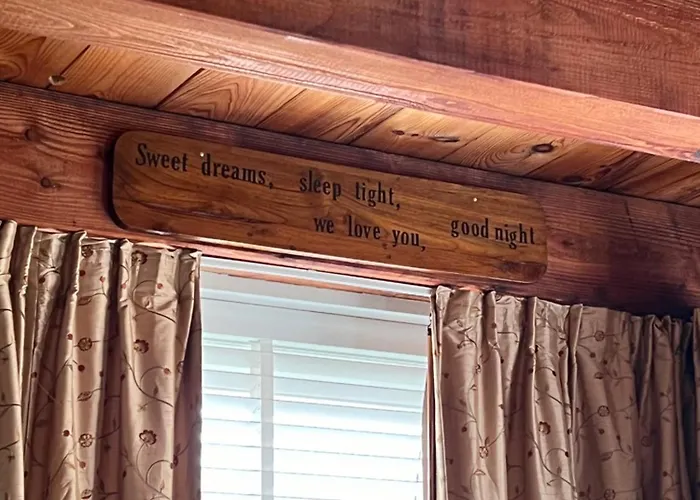 Sweet dreams, sleep tight,
we love you, good night